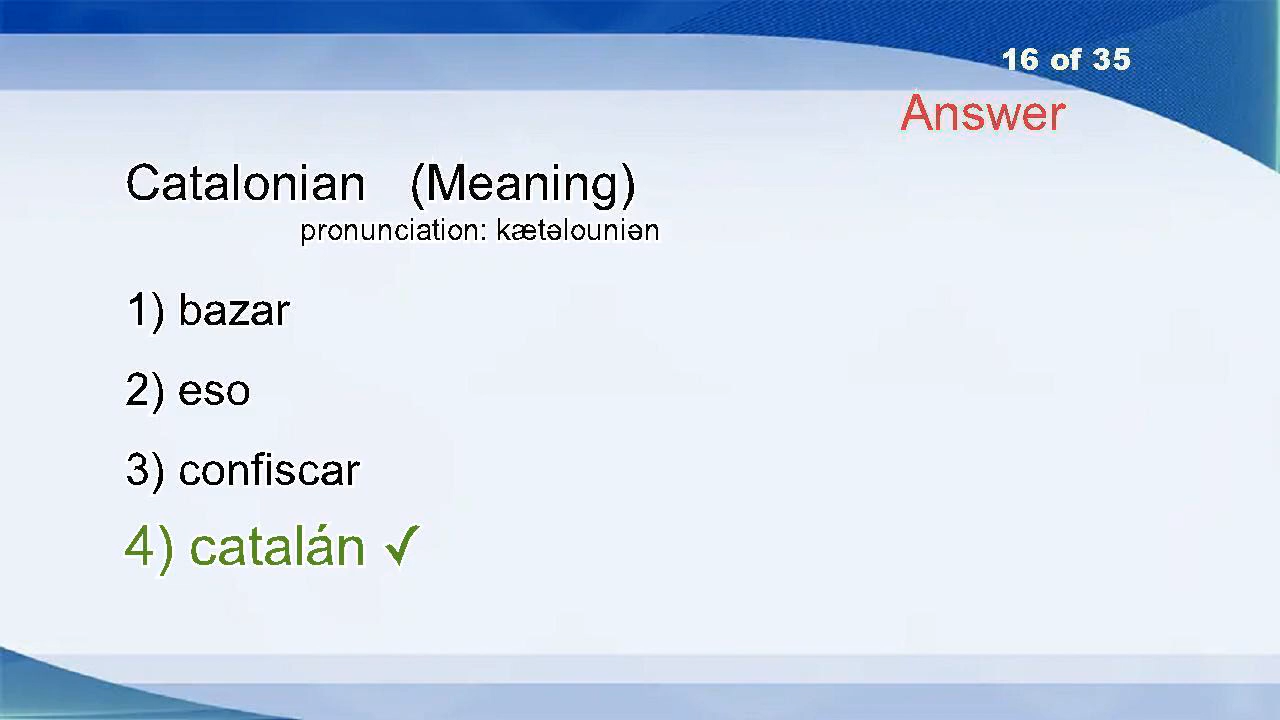 16 of 35
Answer
Catalonian (Meaning)
pronunciation: kætəlouniən
1) bazar
2) eso
3) confiscar
4) catalán ✓